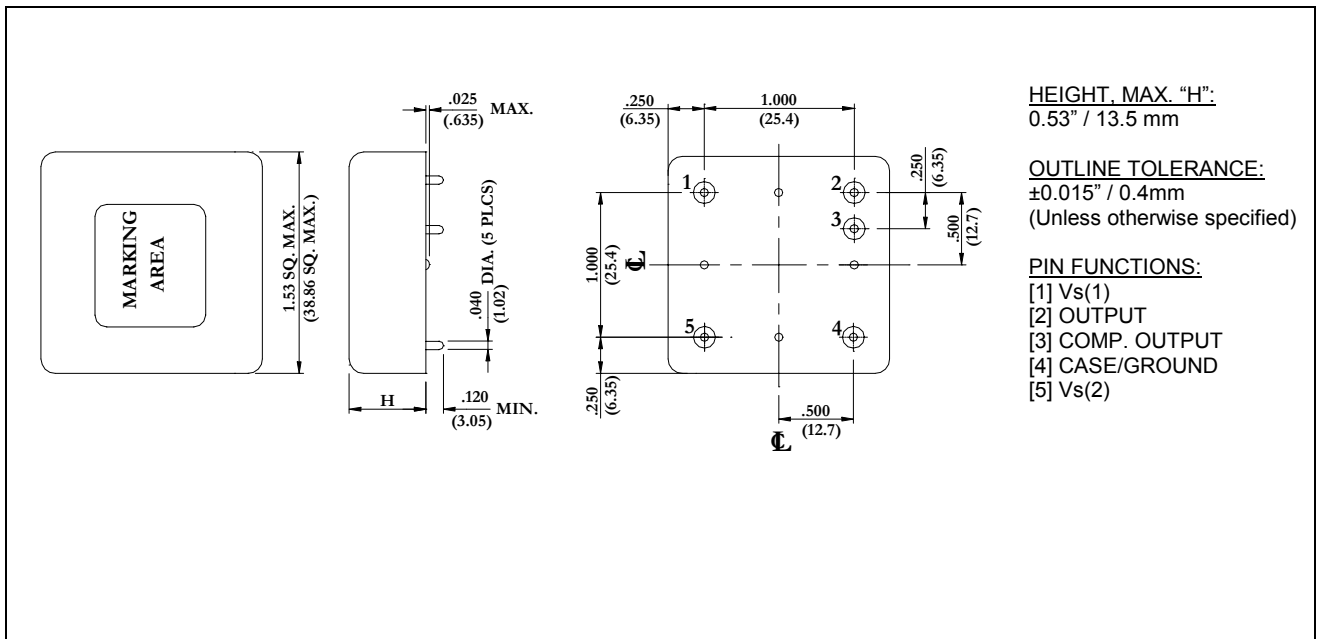 .025
(.635) MAX.
MARKING
AREA
1.53 SQ. MAX.
(38.86 SQ. MAX.)
.040
(1.02) DIA. (5 PLCS)
H
.120
(3.05) MIN.
.250
(6.35)
1.000
(25.4)
.250
(6.35)
.500
(12.7)
1
2
3
1.000
(25.4)
℄
5
4
.250
(6.35)
.500
(12.7)
℄
HEIGHT, MAX. “H”:
0.53” / 13.5 mm
OUTLINE TOLERANCE:
±0.015” / 0.4mm
(Unless otherwise specified)
PIN FUNCTIONS:
[1] Vs(1)
[2] OUTPUT
[3] COMP. OUTPUT
[4] CASE/GROUND
[5] Vs(2)